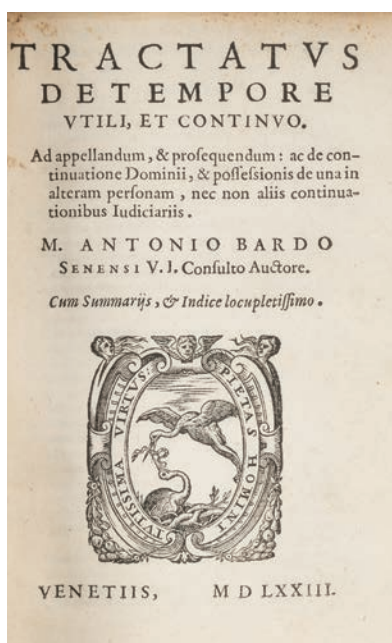 TRACTATVS
DE TEMPORE
VTILI, ET CONTINVO.
Ad appellandum, & proſequendum: ac de con-
tinuatione Dominii, & poſſeſſionis de una in
alteram perſonam, nec non aliis continua-
tionibus Iudiciariis.
M. ANTONIO BARDO
SENENSI V. I. Conſulto Auctore.
Cum Summarijs, & Indice locupletiſſimo.
PIETAS HOMINI
TVTISSIMA VIRTVS.
VENETIIS, M D LXXIII.